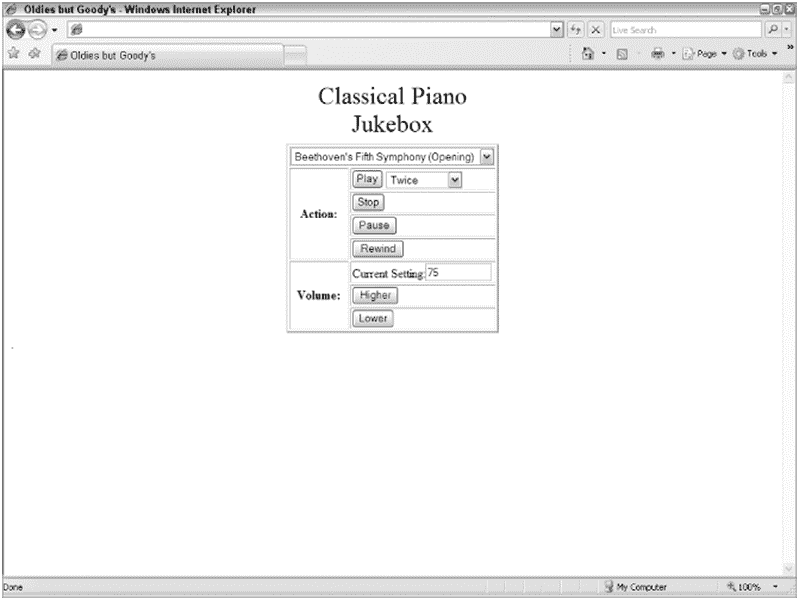 Oldies but Goody's - Windows Internet Explorer
Live Search
Oldies but Goody's
Page
Tools
Classical Piano
Jukebox
Beethoven's Fifth Symphony (Opening)
Action:
Play Twice
Stop
Pause
Rewind
Volume:
Current Setting: 75
Higher
Lower
Done
My Computer
100%